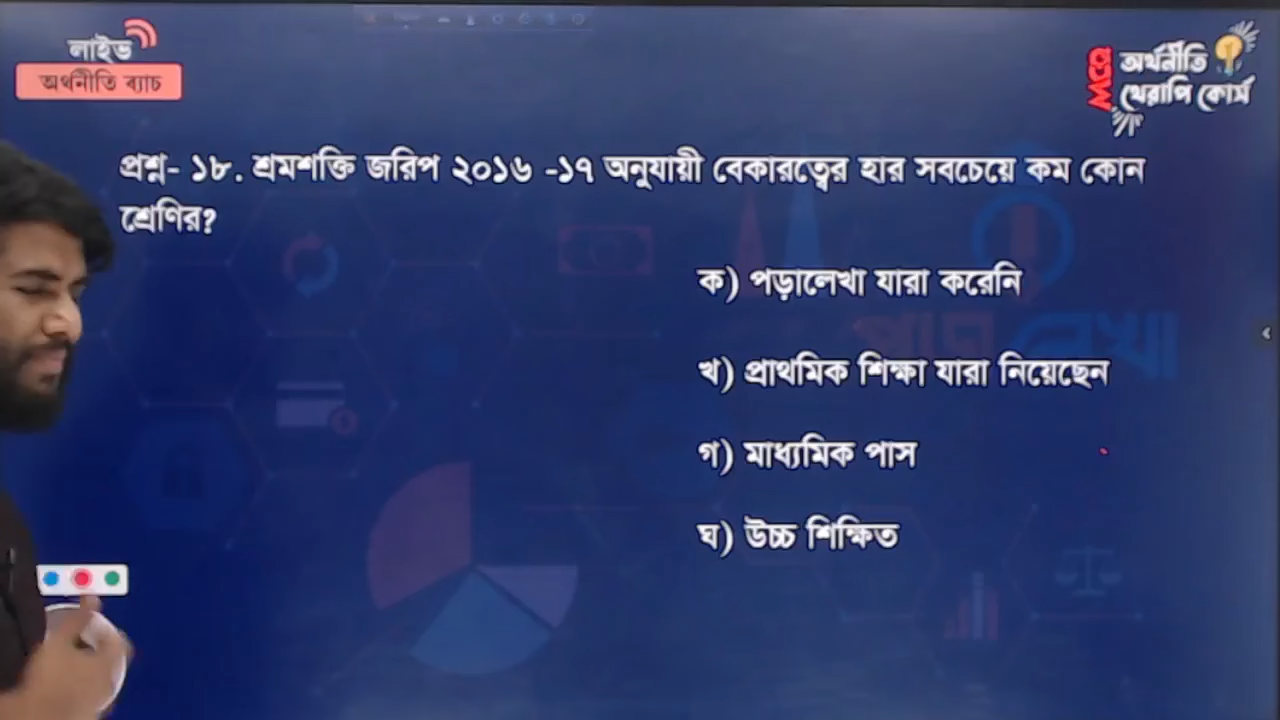 লাইভ
অর্থনীতি ব্যাচ
MCQ
অর্থনীতি
থেরাপি কোর্স
প্রশ্ন- ১৮. শ্রমশক্তি জরিপ ২০১৬ -১৭ অনুযায়ী বেকারত্বের হার সবচেয়ে কম কোন
শ্রেণির?
ক) পড়ালেখা যারা করেনি
খ) প্রাথমিক শিক্ষা যারা নিয়েছেন
গ) মাধ্যমিক পাস
ঘ) উচ্চ শিক্ষিত